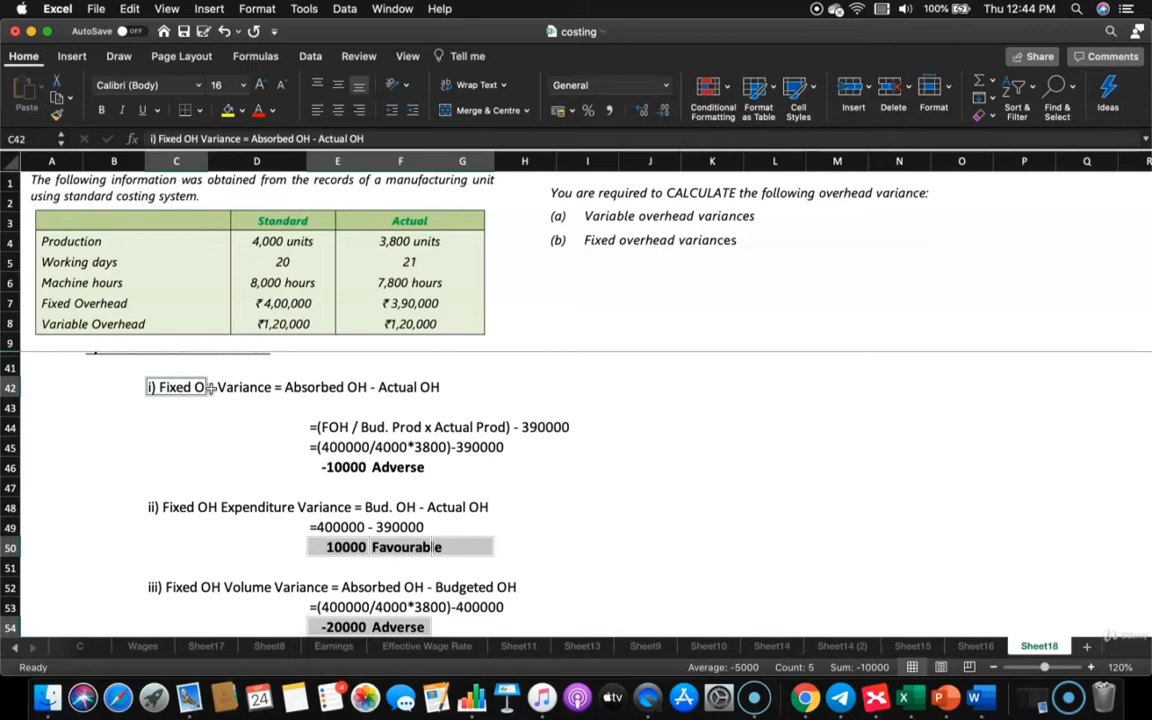 Excel File Edit View Insert Format Tools Data Window Help 100% Thu 12:44 PM
AutoSave OFF costing
Home Insert Draw Page Layout Formulas Data Review View Tell me Share Comments
Paste Calibri (Body) 16 A A Wrap Text General Conditional Formatting Format as Table Cell Styles Insert Delete Format Sort & Filter Find & Select Ideas
B I U A Merge & Centre %
C42 fx i) Fixed OH Variance = Absorbed OH - Actual OH
A B C D E F G H I J K L M N O P Q R
1 The following information was obtained from the records of a manufacturing unit
2 using standard costing system.
You are required to CALCULATE the following overhead variance:
(a) Variable overhead variances
(b) Fixed overhead variances
3 Standard Actual
4 Production 4,000 units 3,800 units
5 Working days 20 21
6 Machine hours 8,000 hours 7,800 hours
7 Fixed Overhead ₹4,00,000 ₹3,90,000
8 Variable Overhead ₹1,20,000 ₹1,20,000
9
41
42 i) Fixed O Variance = Absorbed OH - Actual OH
43
44 =(FOH / Bud. Prod x Actual Prod) - 390000
45 =(400000/4000*3800)-390000
46 -10000 Adverse
47
48 ii) Fixed OH Expenditure Variance = Bud. OH - Actual OH
49 =400000 - 390000
50 10000 Favourable
51
52 iii) Fixed OH Volume Variance = Absorbed OH - Budgeted OH
53 =(400000/4000*3800)-400000
54 -20000 Adverse
C Wages Sheet7 Sheet8 Earnings Effective Wage Rate Sheet11 Sheet13 Sheet9 Sheet10 Sheet14 Sheet14 (2) Sheet15 Sheet16 Sheet18
Ready Average: -5000 Count: 5 Sum: -10000 120%
SEP
24
4
tv